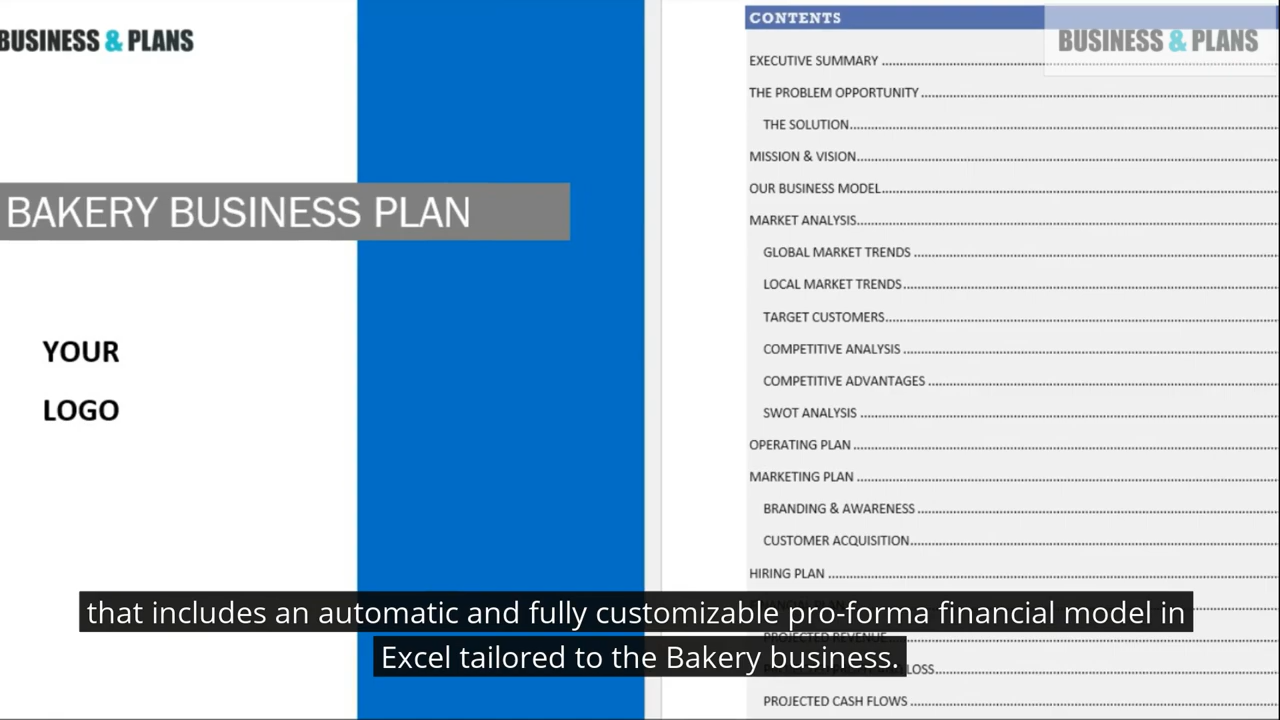 BUSINESS & PLANS
BAKERY BUSINESS PLAN
YOUR
LOGO
CONTENTS
BUSINESS & PLANS
EXECUTIVE SUMMARY
THE PROBLEM OPPORTUNITY
THE SOLUTION
MISSION & VISION
OUR BUSINESS MODEL
MARKET ANALYSIS
GLOBAL MARKET TRENDS
LOCAL MARKET TRENDS
TARGET CUSTOMERS
COMPETITIVE ANALYSIS
COMPETITIVE ADVANTAGES
SWOT ANALYSIS
OPERATING PLAN
MARKETING PLAN
BRANDING & AWARENESS
CUSTOMER ACQUISITION
HIRING PLAN
PROJECTED REVENUE
LOSS
PROJECTED CASH FLOWS
that includes an automatic and fully customizable pro-forma financial model in
Excel tailored to the Bakery business.